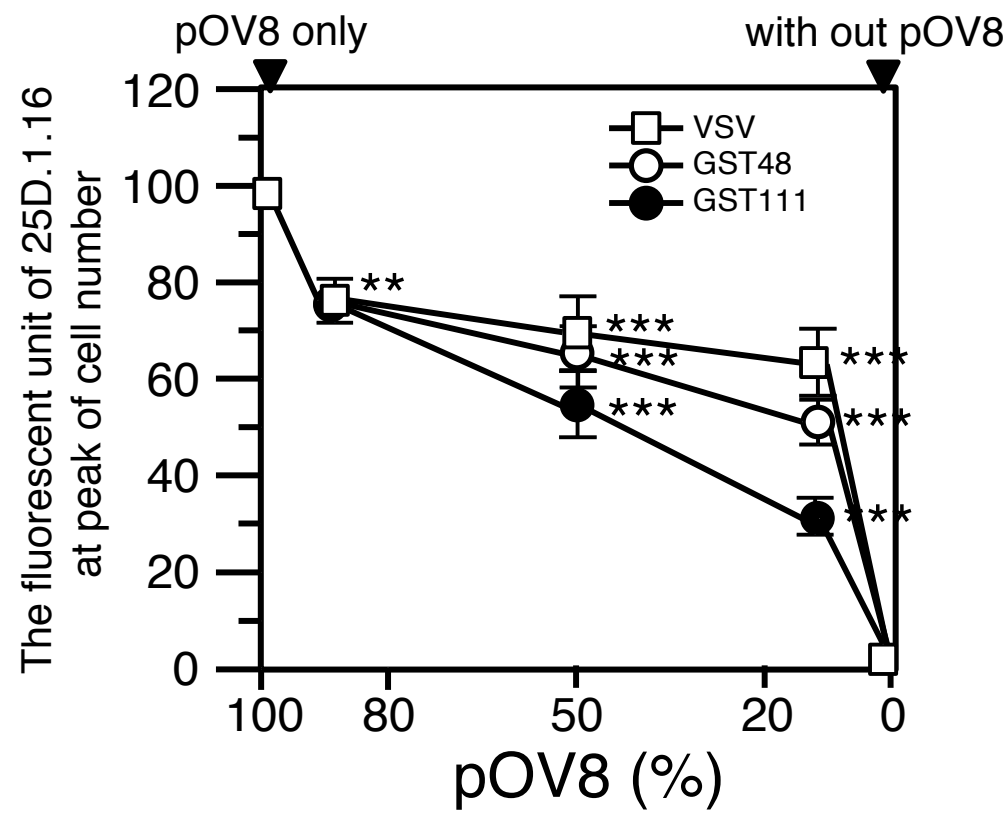 pOV8 only
with out pOV8
The fluorescent unit of 25D.1.16
at peak of cell number
120
100
80
60
40
20
0
VSV
GST48
GST111
**
***
***
***
***
***
***
100
80
50
20
0
pOV8 (%)